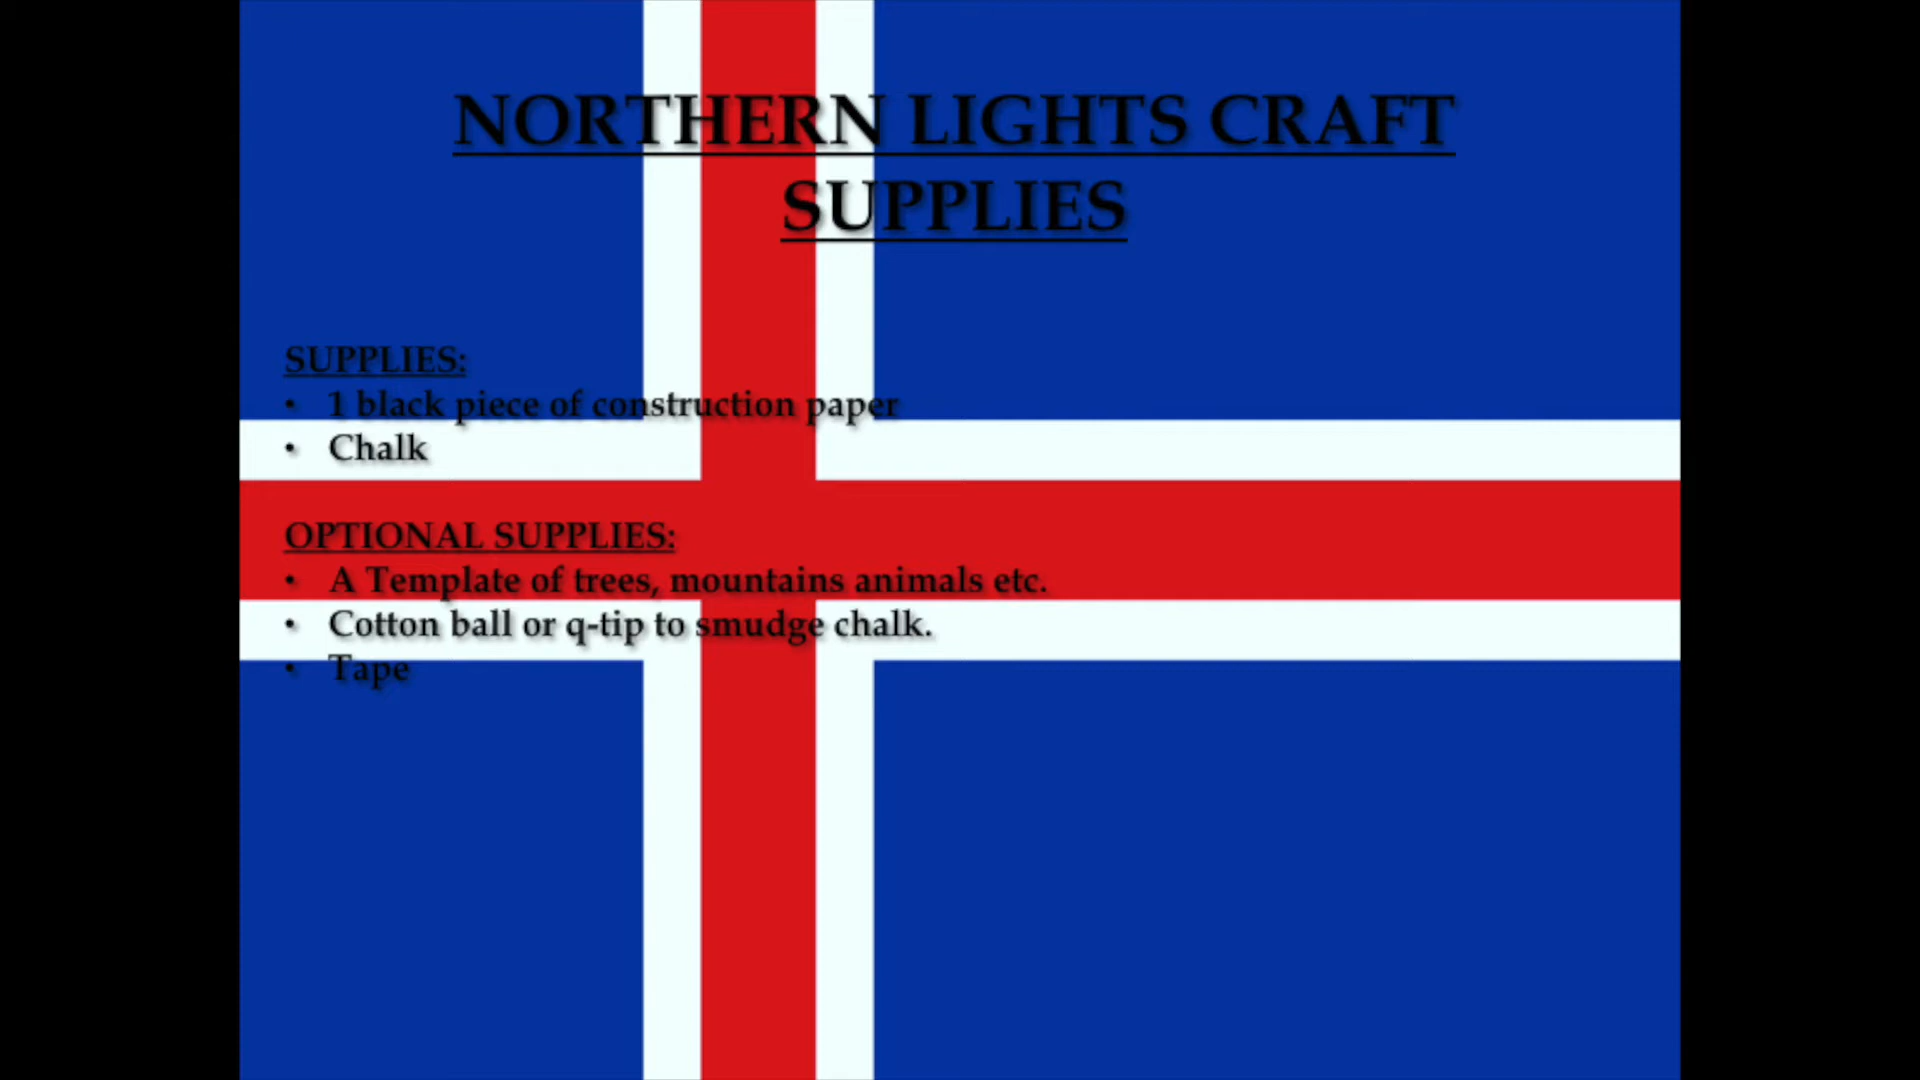 NORTHERN LIGHTS CRAFT
SUPPLIES
SUPPLIES:
• 1 black piece of construction paper
• Chalk
OPTIONAL SUPPLIES:
• A Template of trees, mountains animals etc.
• Cotton ball or q-tip to smudge chalk.
• Tape